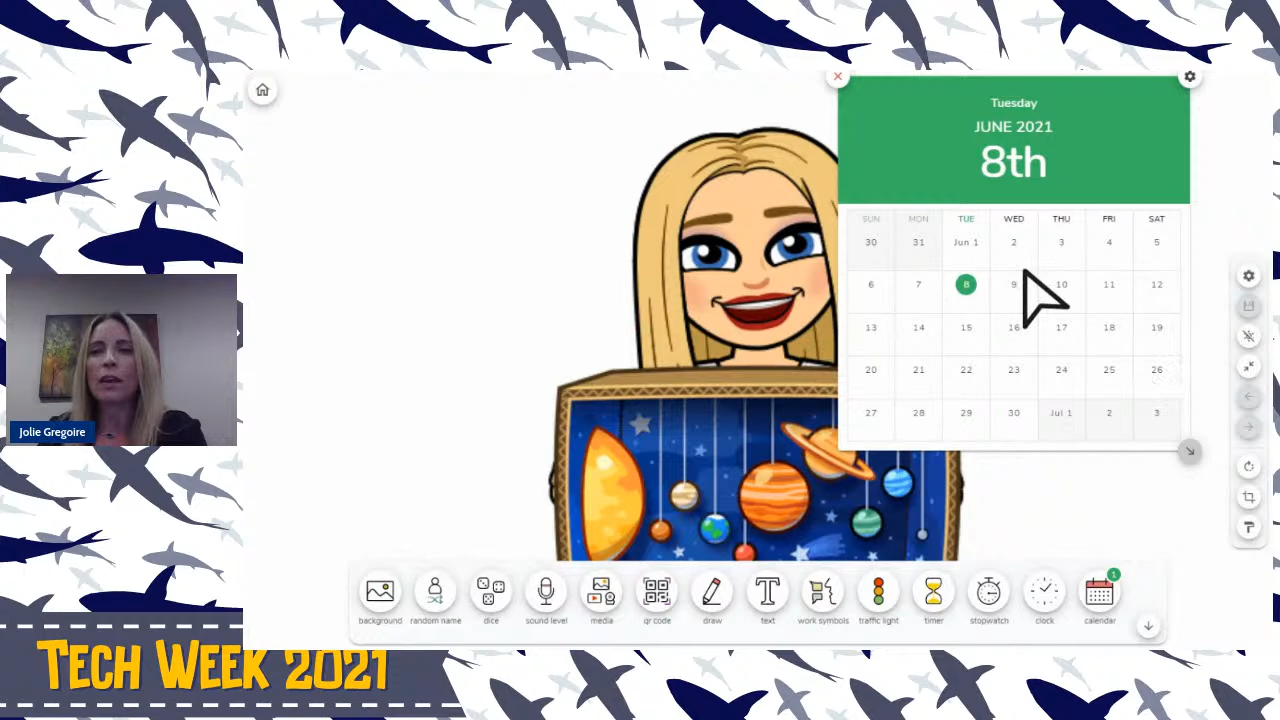 Tuesday
JUNE 2021
8th
SUN MON TUE WED THU FRI SAT
30 31 Jun 1 2 3 4 5
6 7 8 9 10 11 12
13 14 15 16 17 18 19
20 21 22 23 24 25 26
27 28 29 30 Jul 1 2 3
Jolie Gregoire
1
background random name dice sound level media qr code draw text work symbols traffic light timer stopwatch clock calendar
TECH WEEK 2021